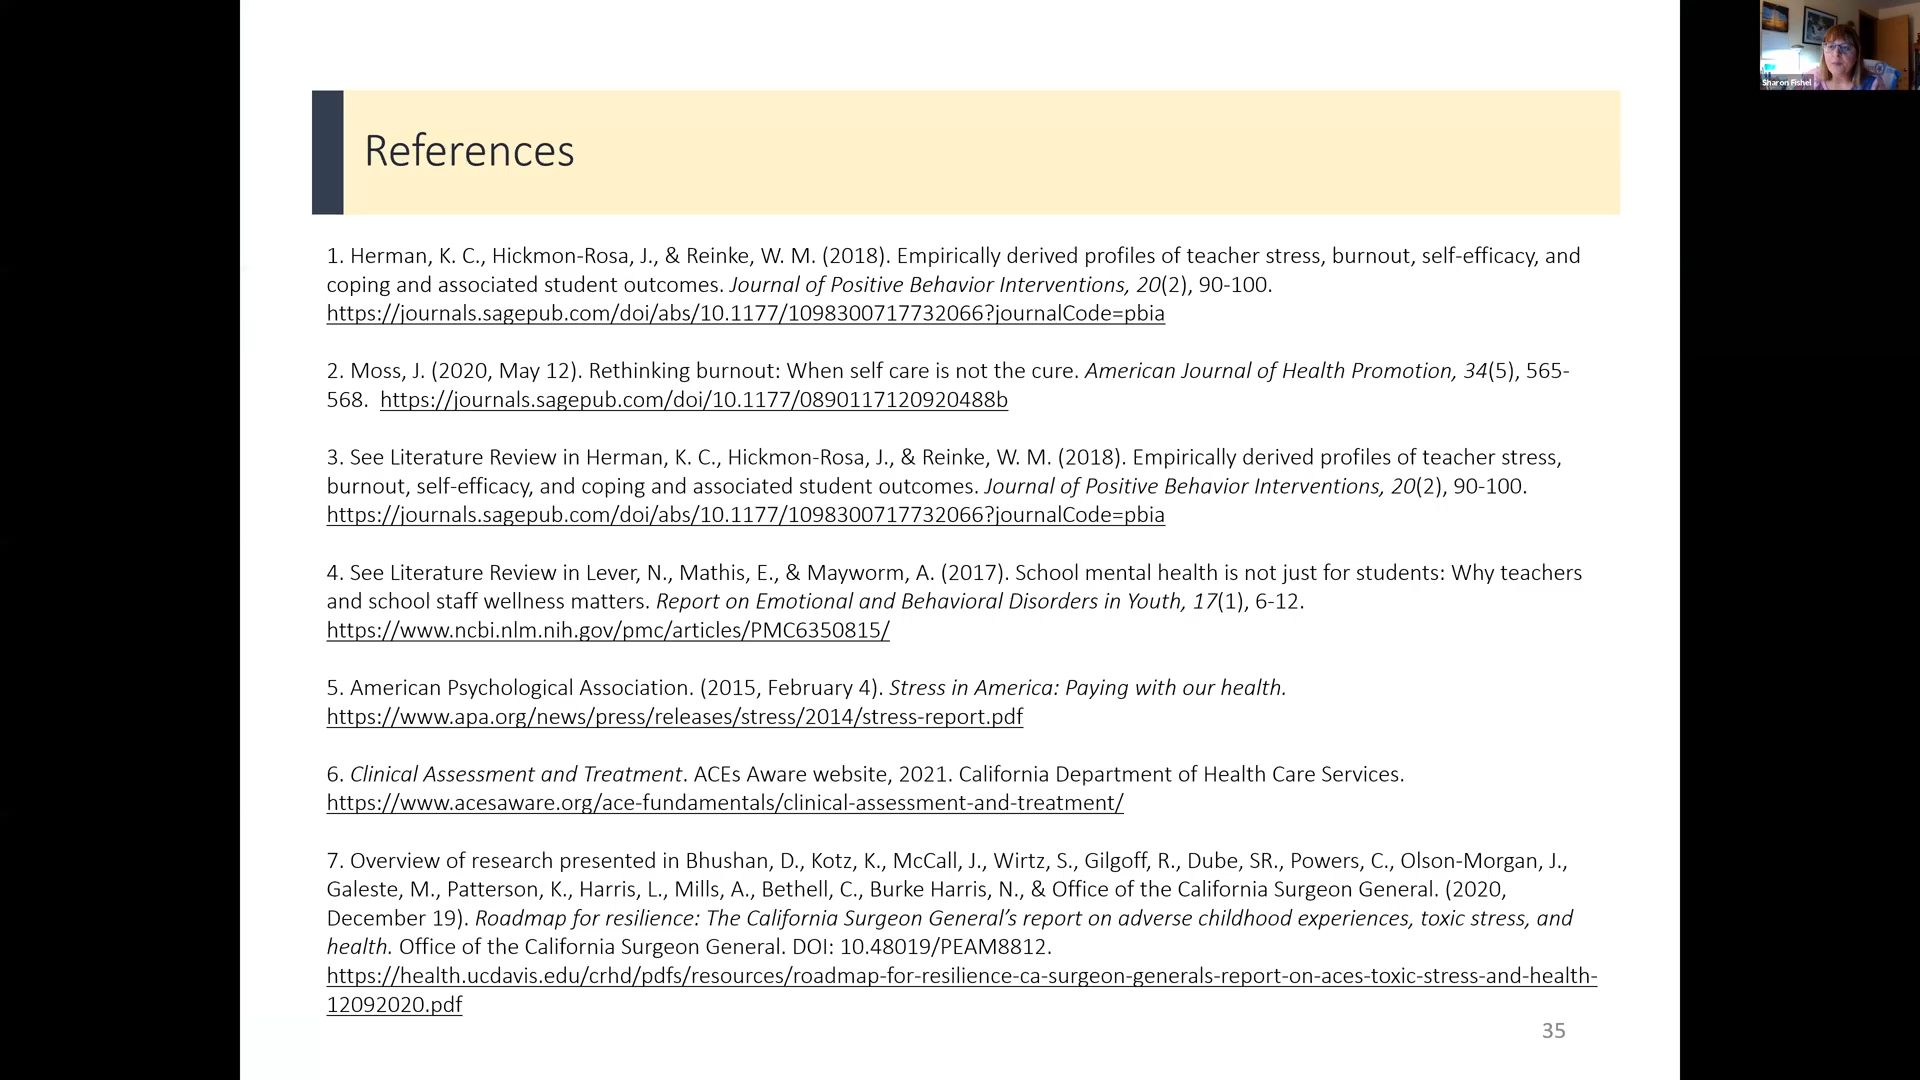 Sharon Fishel
References
1. Herman, K. C., Hickmon-Rosa, J., & Reinke, W. M. (2018). Empirically derived profiles of teacher stress, burnout, self-efficacy, and
coping and associated student outcomes. Journal of Positive Behavior Interventions, 20(2), 90-100.
https://journals.sagepub.com/doi/abs/10.1177/1098300717732066?journalCode=pbia
2. Moss, J. (2020, May 12). Rethinking burnout: When self care is not the cure. American Journal of Health Promotion, 34(5), 565-
568. https://journals.sagepub.com/doi/10.1177/0890117120920488b
3. See Literature Review in Herman, K. C., Hickmon-Rosa, J., & Reinke, W. M. (2018). Empirically derived profiles of teacher stress,
burnout, self-efficacy, and coping and associated student outcomes. Journal of Positive Behavior Interventions, 20(2), 90-100.
https://journals.sagepub.com/doi/abs/10.1177/1098300717732066?journalCode=pbia
4. See Literature Review in Lever, N., Mathis, E., & Mayworm, A. (2017). School mental health is not just for students: Why teachers
and school staff wellness matters. Report on Emotional and Behavioral Disorders in Youth, 17(1), 6-12.
https://www.ncbi.nlm.nih.gov/pmc/articles/PMC6350815/
5. American Psychological Association. (2015, February 4). Stress in America: Paying with our health.
https://www.apa.org/news/press/releases/stress/2014/stress-report.pdf
6. Clinical Assessment and Treatment. ACEs Aware website, 2021. California Department of Health Care Services.
https://www.acesaware.org/ace-fundamentals/clinical-assessment-and-treatment/
7. Overview of research presented in Bhushan, D., Kotz, K., McCall, J., Wirtz, S., Gilgoff, R., Dube, SR., Powers, C., Olson-Morgan, J.,
Galeste, M., Patterson, K., Harris, L., Mills, A., Bethell, C., Burke Harris, N., & Office of the California Surgeon General. (2020,
December 19). Roadmap for resilience: The California Surgeon General’s report on adverse childhood experiences, toxic stress, and
health. Office of the California Surgeon General. DOI: 10.48019/PEAM8812.
https://health.ucdavis.edu/crhd/pdfs/resources/roadmap-for-resilience-ca-surgeon-generals-report-on-aces-toxic-stress-and-health-
12092020.pdf
35